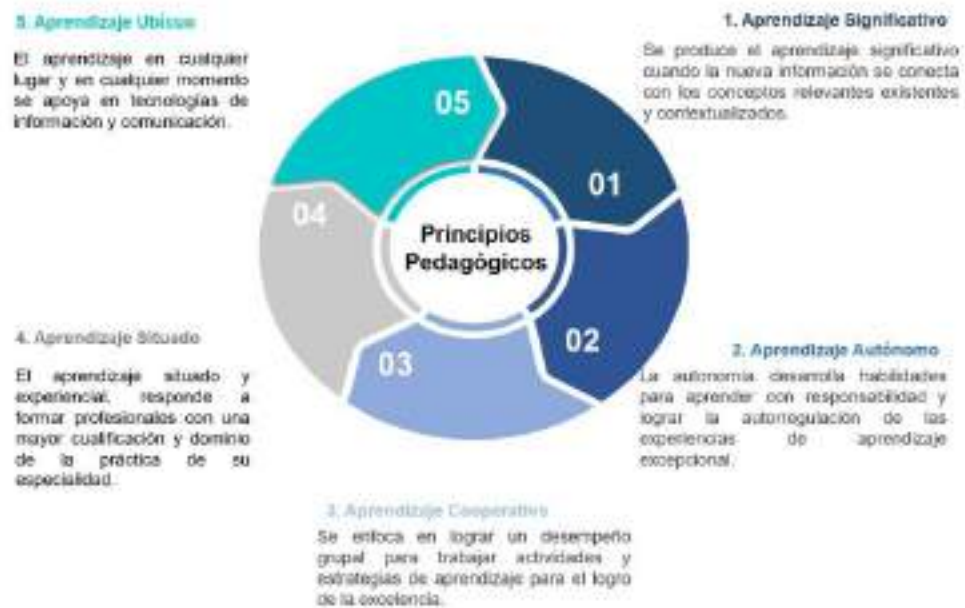 1. Aprendizaje Significativo
Se produce el aprendizaje significativo
cuando la nueva información se conecta
con los conceptos relevantes existentes
y contextualizados.
2. Aprendizaje Autónomo
La autonomía desarrolla habilidades
para aprender con responsabilidad y
lograr la autorregulación de las
experiencias de aprendizaje
excepcional.
3. Aprendizaje Cooperativo
Se enfoca en lograr un desempeño
grupal para trabajar actividades y
estrategias de aprendizaje para el logro
de la excelencia.
4. Aprendizaje Situado
El aprendizaje situado y
experiencial, responde a
formar profesionales con una
mayor cualificación y dominio
de la práctica de su
especialidad.
5. Aprendizaje Ubicuo
El aprendizaje en cualquier
lugar y en cualquier momento
se apoya en tecnologías de
información y comunicación.
01
02
03
04
05
Principios
Pedagógicos